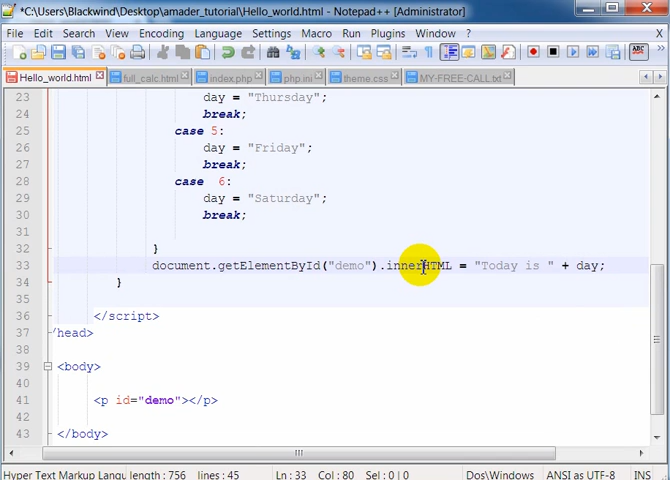 *C:\Users\Blackwind\Desktop\amader_tutorial\Hello_world.html - Notepad++ [Administrator]
File Edit Search View Encoding Language Settings Macro Run Plugins Window ?
Hello_world.html full_calc.html index.php php.ini theme.css MY-FREE-CALL.txt
23 day = "Thursday";
24 break;
25 case 5:
26 day = "Friday";
27 break;
28 case 6:
29 day = "Saturday";
30 break;
31
32 }
33 document.getElementById("demo").innerHTML = "Today is " + day;
34 }
35
36 </script>
37 /head>
38
39 <body>
40
41 <p id="demo"></p>
42
43 </body>
Hyper Text Markup Langu length : 756 lines : 45 Ln : 33 Col : 80 Sel : 0 | 0 Dos\Windows ANSI as UTF-8 INS